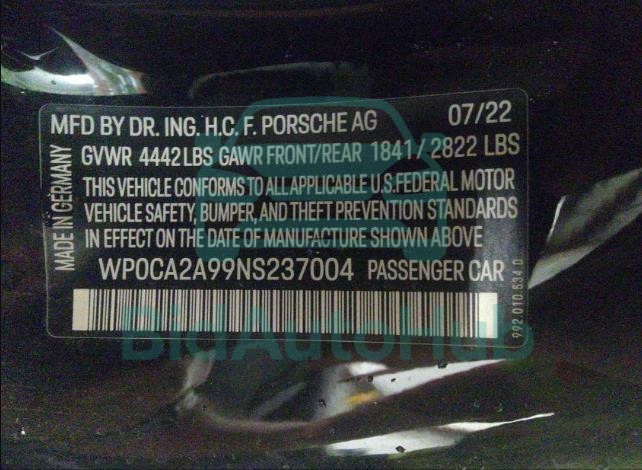 MFD BY DR. ING. H.C. F. PORSCHE AG 07/22
GVWR 4442 LBS GAWR FRONT/REAR 1841 / 2822 LBS
THIS VEHICLE CONFORMS TO ALL APPLICABLE U.S.FEDERAL MOTOR
VEHICLE SAFETY, BUMPER, AND THEFT PREVENTION STANDARDS
IN EFFECT ON THE DATE OF MANUFACTURE SHOWN ABOVE
WP0CA2A99NS237004 PASSENGER CAR
MADE IN GERMANY
992.010.534.D
BidAutoHub